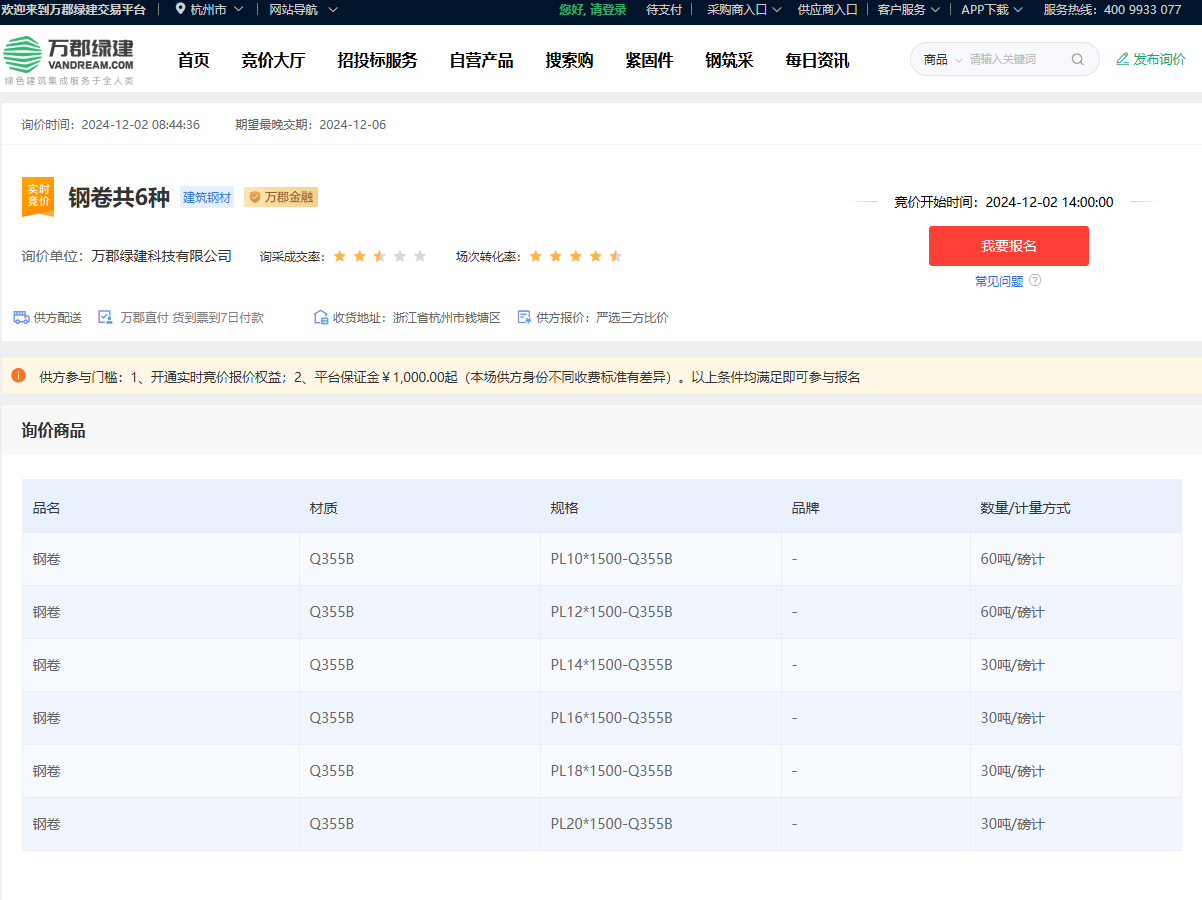 欢迎来到万郡绿建交易平台 杭州市 网站导航 您好, 请登录 待支付 采购商入口 供应商入口 客户服务 APP下载 服务热线：400 9933 077
万郡绿建
VANDREAM.COM
绿色建筑集成服务于全人类
首页 竞价大厅 招投标服务 自营产品 搜索购 紧固件 钢筑采 每日资讯 商品 请输入关键词 发布询价
询价时间：2024-12-02 08:44:36 期望最晚交期：2024-12-06
实时
竞价
钢卷共6种 建筑钢材 万郡金融
竞价开始时间：2024-12-02 14:00:00
我要报名
常见问题 ?
询价单位：万郡绿建科技有限公司 询采成交率： 场次转化率：
供方配送 万郡直付 货到票到7日付款 收货地址：浙江省杭州市钱塘区 供方报价：严选三方比价
供方参与门槛：1、开通实时竞价报价权益；2、平台保证金￥1,000.00起（本场供方身份不同收费标准有差异）。以上条件均满足即可参与报名
询价商品
品名 材质 规格 品牌 数量/计量方式
钢卷 Q355B PL10*1500-Q355B - 60吨/磅计
钢卷 Q355B PL12*1500-Q355B - 60吨/磅计
钢卷 Q355B PL14*1500-Q355B - 30吨/磅计
钢卷 Q355B PL16*1500-Q355B - 30吨/磅计
钢卷 Q355B PL18*1500-Q355B - 30吨/磅计
钢卷 Q355B PL20*1500-Q355B - 30吨/磅计